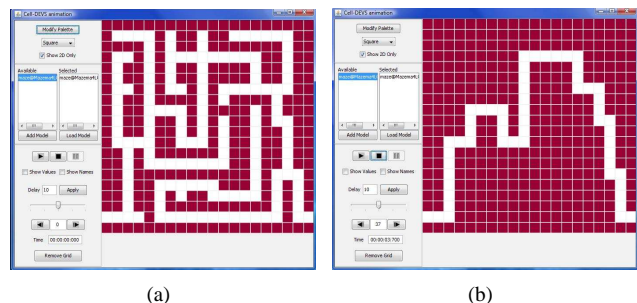 Cell-DEVS animation
Modify Palette
Square
Show 2D Only
Available Selected
Add Model Load Model
Show Values Show Names
Delay 10 Apply
0
Time 00:00:00:000
Remove Grid
(a)
Cell-DEVS animation
Modify Palette
Square
Show 2D Only
Available Selected
Add Model Load Model
Show Values Show Names
Delay 10 Apply
37
Time 00:00:03:700
Remove Grid
(b)